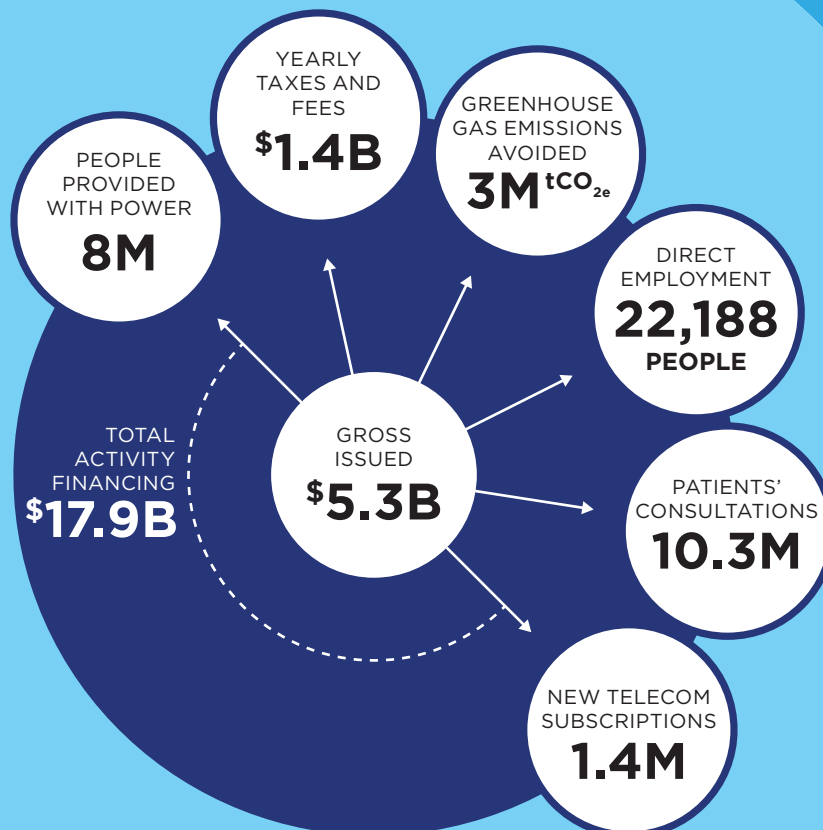 YEARLY
TAXES AND
FEES
$1.4B
GREENHOUSE
GAS EMISSIONS
AVOIDED
3M tCO2e
PEOPLE
PROVIDED
WITH POWER
8M
DIRECT
EMPLOYMENT
22,188
PEOPLE
TOTAL
ACTIVITY
FINANCING
$17.9B
GROSS
ISSUED
$5.3B
PATIENTS'
CONSULTATIONS
10.3M
NEW TELECOM
SUBSCRIPTIONS
1.4M